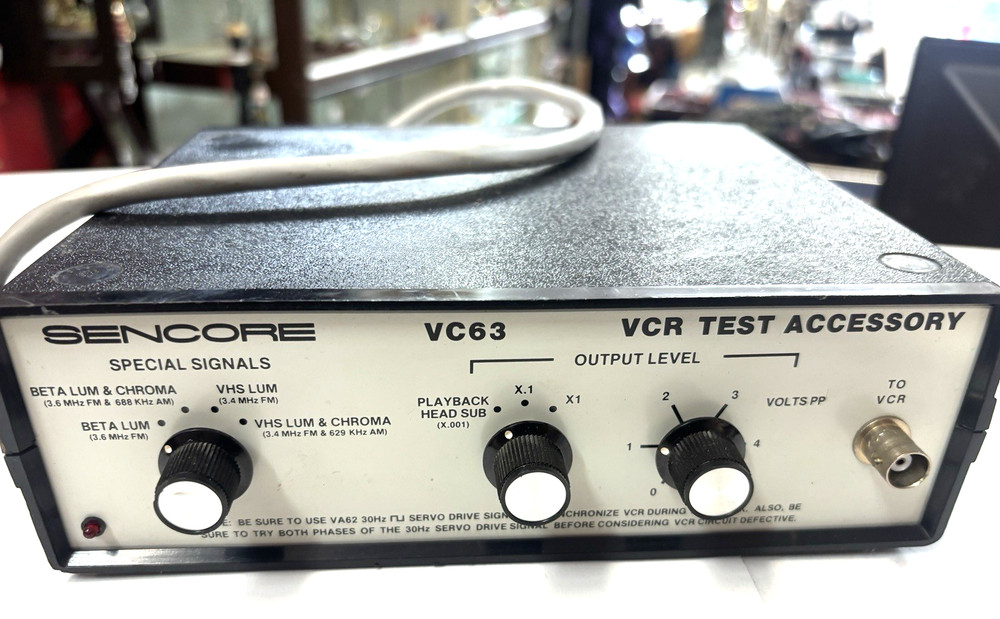 SENCORE
VC63
VCR TEST ACCESSORY
SPECIAL SIGNALS
BETA LUM & CHROMA
(3.6 MHz FM & 688 KHz AM)
VHS LUM
(3.4 MHz FM)
BETA LUM
(3.6 MHz FM)
VHS LUM & CHROMA
(3.4 MHz FM & 629 KHz AM)
OUTPUT LEVEL
PLAYBACK
HEAD SUB
(X.001)
X.1
X1
0
1
2
3
4
VOLTS PP
TO
VCR
: BE SURE TO USE VA62 30Hz SERVO DRIVE VCR DURING ALSO, BE
SURE TO TRY BOTH PHASES OF THE 30Hz SERVO DRIVE SIGNAL BEFORE CONSIDERING VCR CIRCUIT DEFECTIVE.